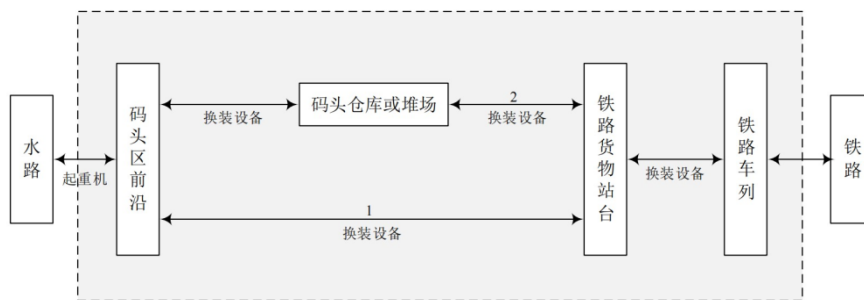 水路
起重机
码头区前沿
换装设备
码头仓库或堆场
2
换装设备
1
换装设备
铁路货物站台
换装设备
铁路车列
铁路